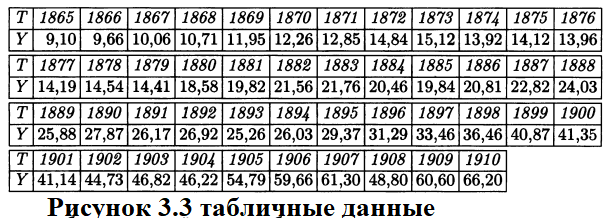 T 1865 1866 1867 1868 1869 1870 1871 1872 1873 1874 1875 1876
Y 9,10 9,66 10,06 10,71 11,95 12,26 12,85 14,84 15,12 13,92 14,12 13,96
T 1877 1878 1879 1880 1881 1882 1883 1884 1885 1886 1887 1888
Y 14,19 14,54 14,41 18,58 19,82 21,56 21,76 20,46 19,84 20,81 22,82 24,03
T 1889 1890 1891 1892 1893 1894 1895 1896 1897 1898 1899 1900
Y 25,88 27,87 26,17 26,92 25,26 26,03 29,37 31,29 33,46 36,46 40,87 41,35
T 1901 1902 1903 1904 1905 1906 1907 1908 1909 1910
Y 41,14 44,73 46,82 46,22 54,79 59,66 61,30 48,80 60,60 66,20
Рисунок 3.3 табличные данные